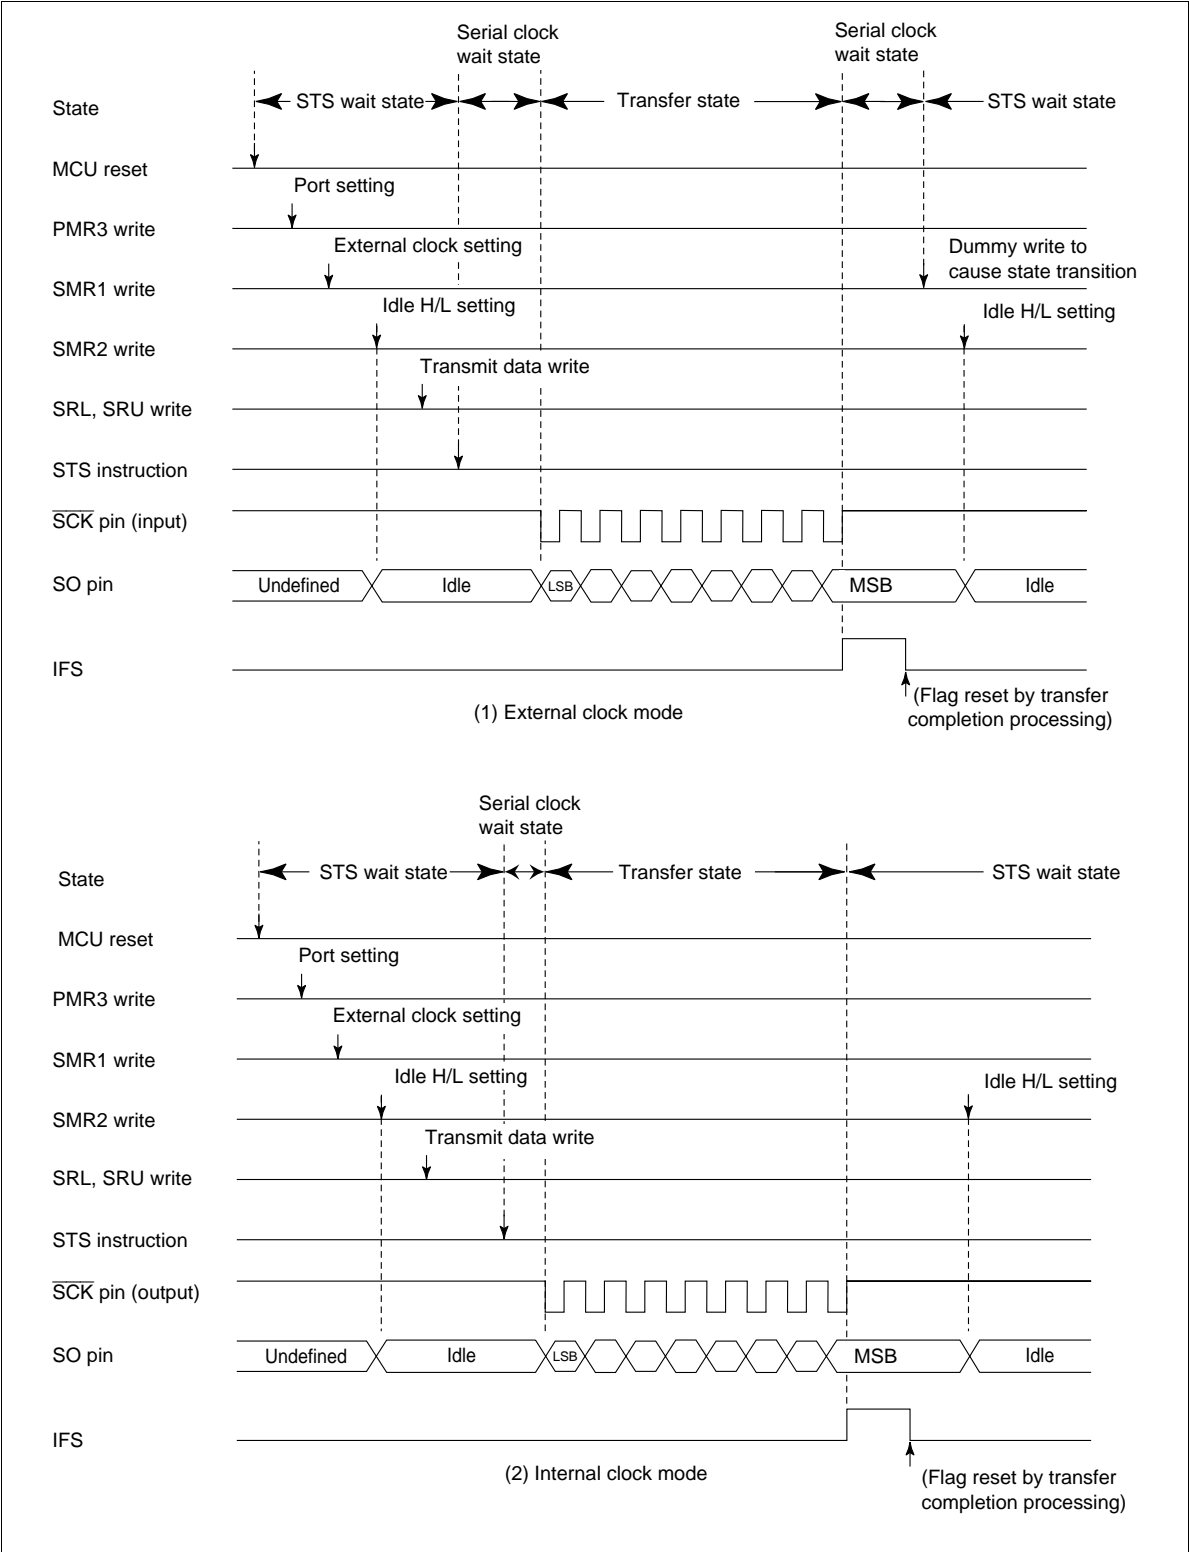 Serial clock
wait state
Serial clock
wait state
State
STS wait state
Transfer state
STS wait state
MCU reset
Port setting
PMR3 write
External clock setting
Dummy write to
cause state transition
SMR1 write
Idle H/L setting
Idle H/L setting
SMR2 write
Transmit data write
SRL, SRU write
STS instruction
S̅C̅K̅ pin (input)
SO pin
Undefined
Idle
LSB
MSB
Idle
IFS
(Flag reset by transfer
completion processing)
(1) External clock mode
Serial clock
wait state
State
STS wait state
Transfer state
STS wait state
MCU reset
Port setting
PMR3 write
External clock setting
SMR1 write
Idle H/L setting
Idle H/L setting
SMR2 write
Transmit data write
SRL, SRU write
STS instruction
S̅C̅K̅ pin (output)
SO pin
Undefined
Idle
LSB
MSB
Idle
IFS
(2) Internal clock mode
(Flag reset by transfer
completion processing)